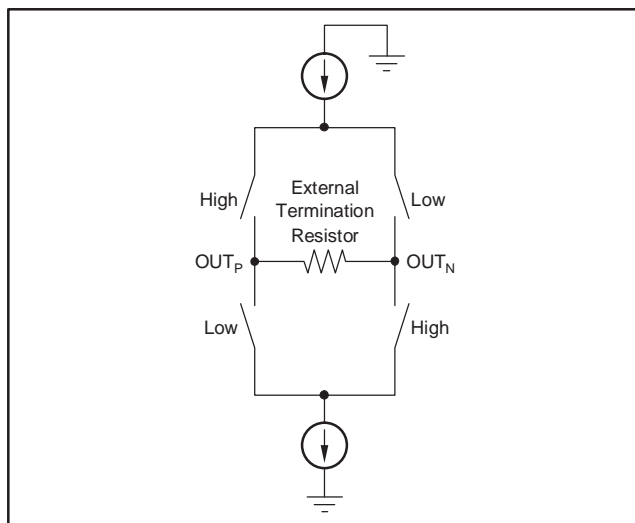 External
Termination
Resistor
High
Low
OUTP
OUTN
Low
High